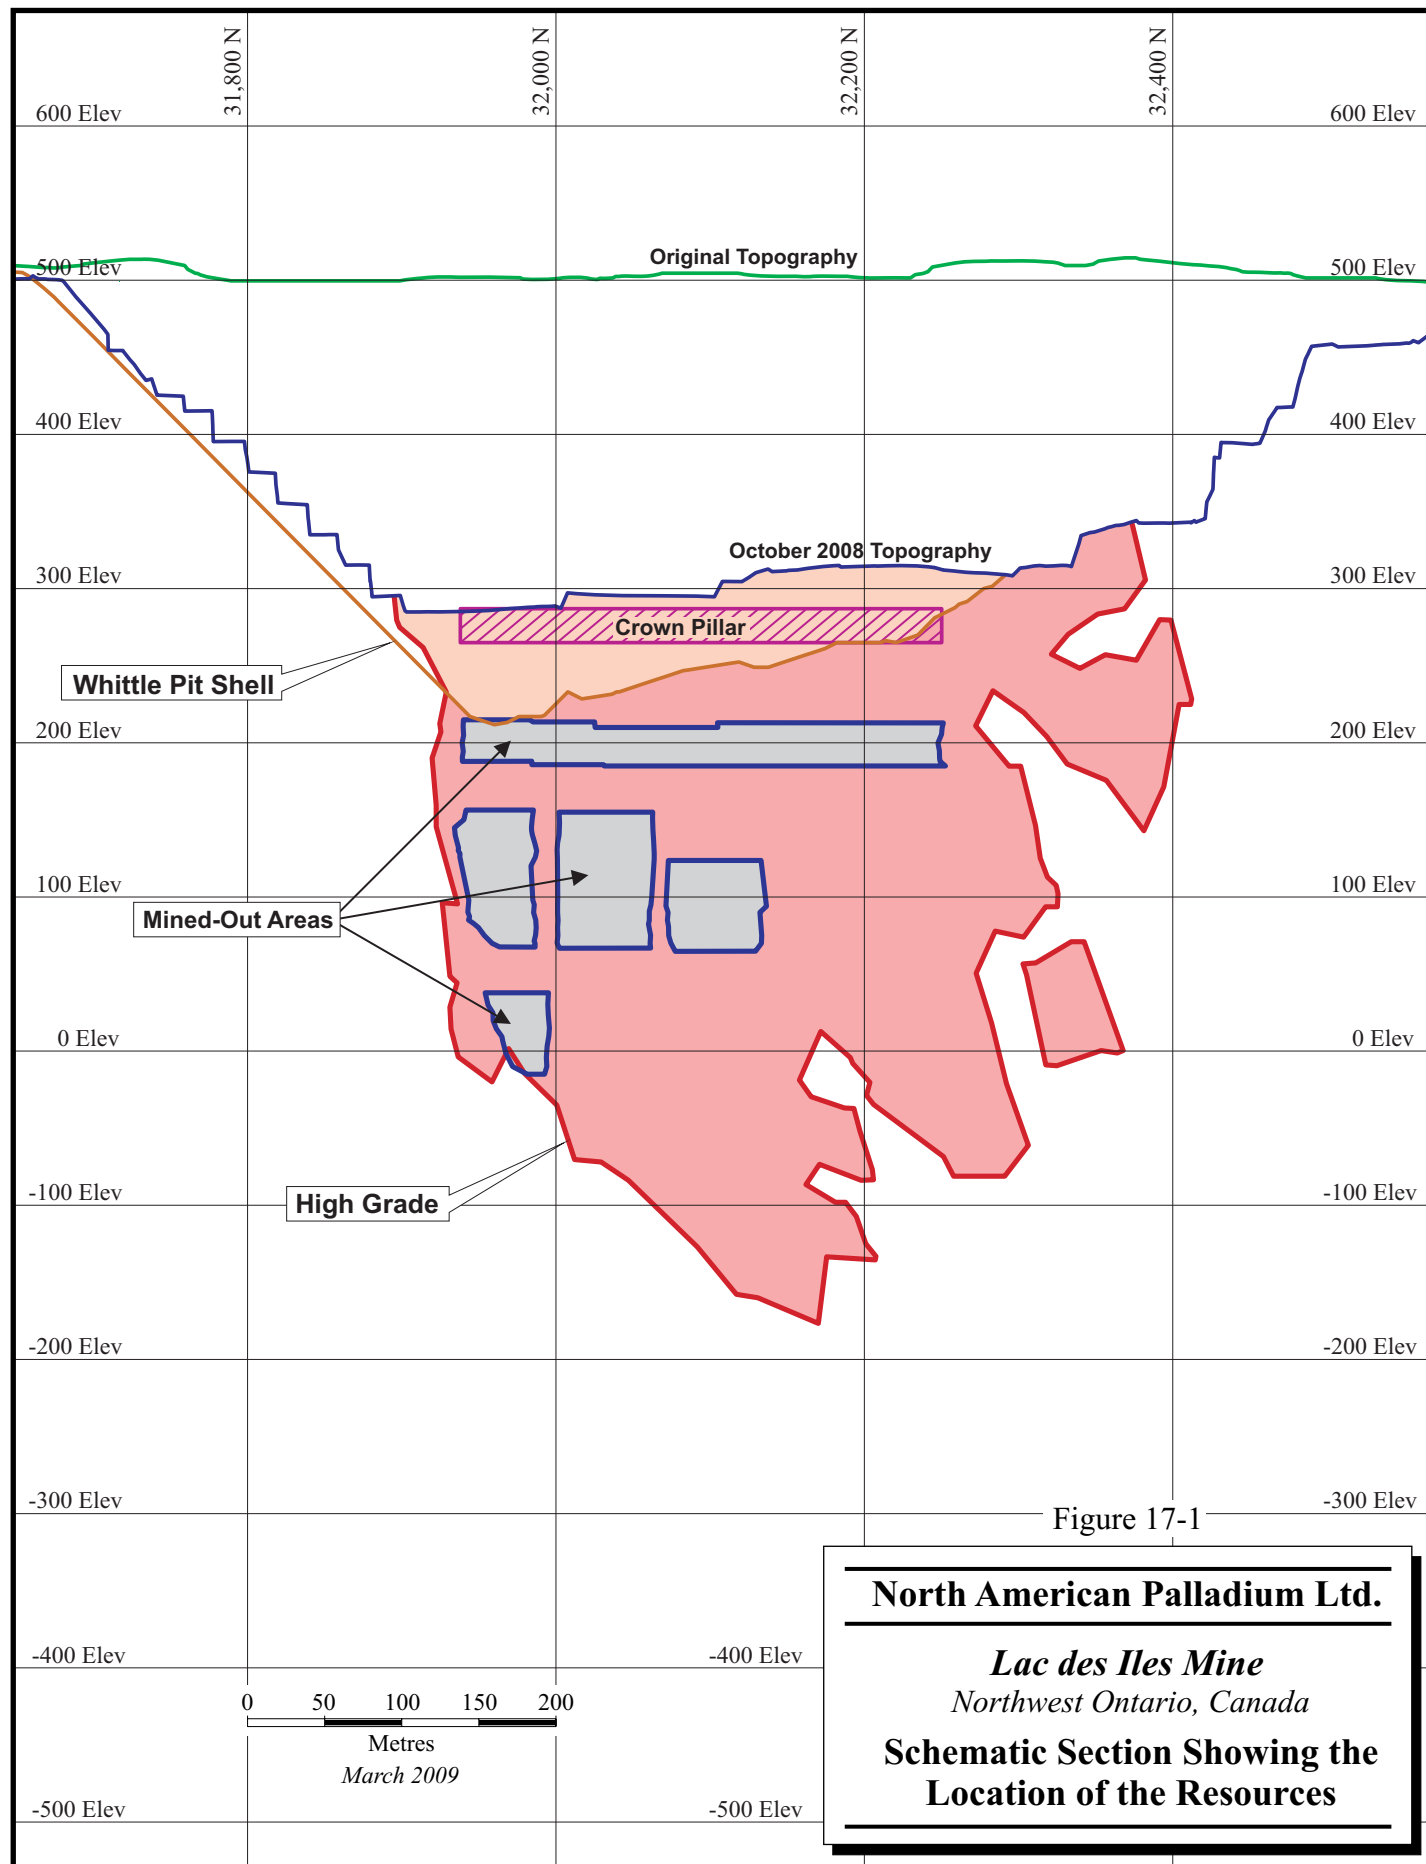 31,800 N
32,000 N
32,200 N
32,400 N
600 Elev
600 Elev
Original Topography
500 Elev
500 Elev
400 Elev
400 Elev
October 2008 Topography
300 Elev
300 Elev
Crown Pillar
Whittle Pit Shell
200 Elev
200 Elev
100 Elev
100 Elev
Mined-Out Areas
0 Elev
0 Elev
-100 Elev
-100 Elev
High Grade
-200 Elev
-200 Elev
-300 Elev
-300 Elev
Figure 17-1
North American Palladium Ltd.
Lac des Iles Mine
Northwest Ontario, Canada
Schematic Section Showing the
Location of the Resources
-400 Elev
-400 Elev
0 50 100 150 200
Metres
March 2009
-500 Elev
-500 Elev